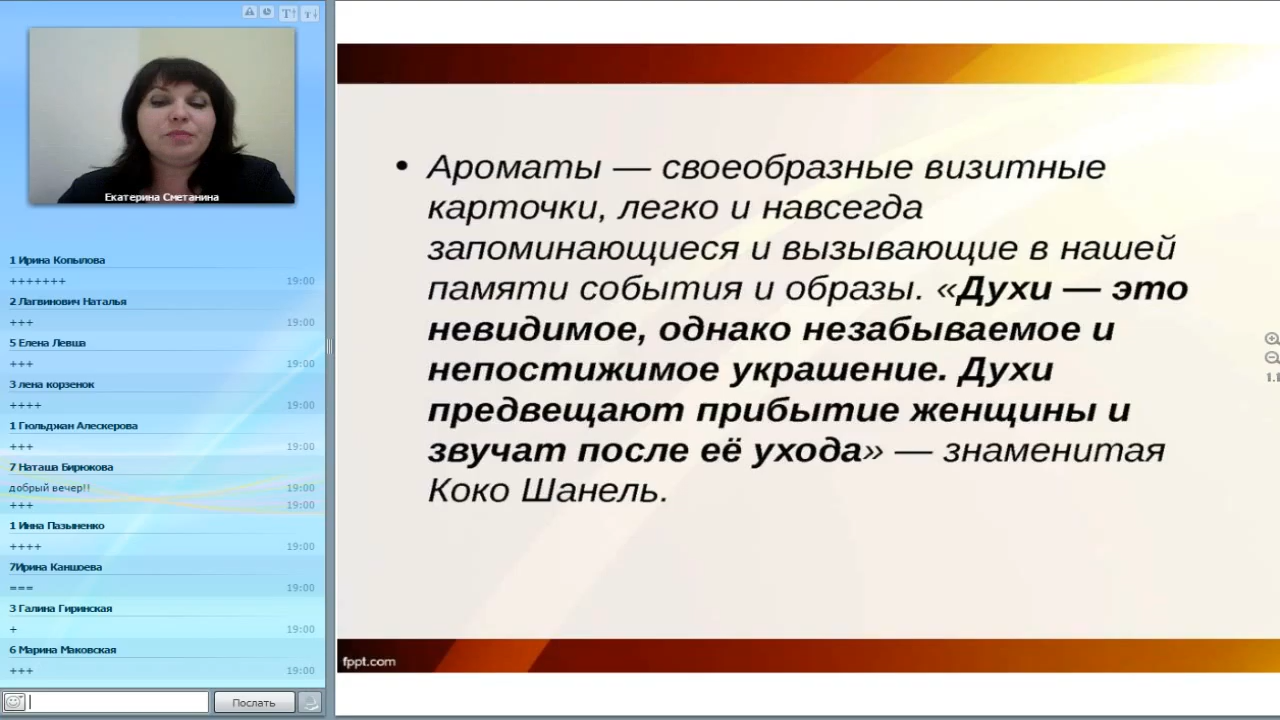 Екатерина Сметанина
1 Ирина Копылова
+++++++ 19:00
2 Лагвинович Наталья
+++ 19:00
5 Елена Левша
+++ 19:00
3 лена корзенок
++++ 19:00
1 Гюльджан Алескерова
+++ 19:00
7 Наташа Бирюкова
добрый вечер!! 19:00
+++ 19:00
1 Инна Пазыненко
++++ 19:00
7Ирина Каншоева
=== 19:00
3 Галина Гиринская
+ 19:00
6 Марина Маковская
+++ 19:00
Послать
• Ароматы — своеобразные визитные
карточки, легко и навсегда
запоминающиеся и вызывающие в нашей
памяти события и образы. «Духи — это
невидимое, однако незабываемое и
непостижимое украшение. Духи
предвещают прибытие женщины и
звучат после её ухода» — знаменитая
Коко Шанель.
fppt.com